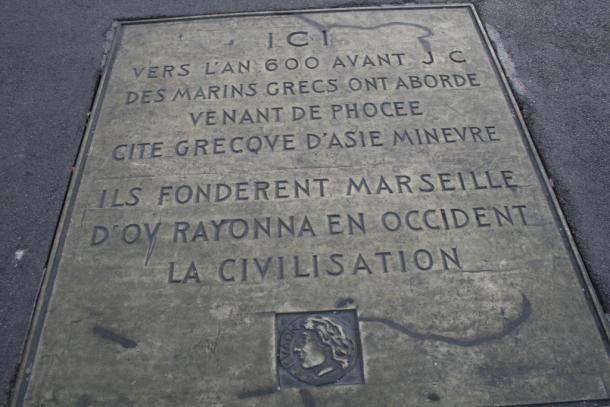 ICI
VERS L'AN 600 AVANT J C
DES MARINS GRECS ONT ABORDE
VENANT DE PHOCEE
CITE GRECQVE D'ASIE MINEVRE
ILS FONDERENT MARSEILLE
D'OV RAYONNA EN OCCIDENT
LA CIVILISATION